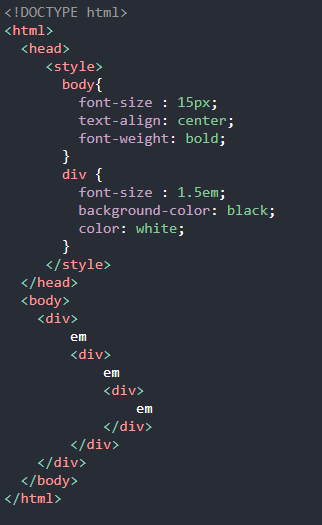 <!DOCTYPE html>
<html>
  <head>
     <style>
       body{
         font-size : 15px;
         text-align: center;
         font-weight: bold;
       }
       div {
         font-size : 1.5em;
         background-color: black;
         color: white;
       }
     </style>
  </head>
  <body>
    <div>
        em
        <div>
            em
            <div>
                em
            </div>
        </div>
    </div>
  </body>
</html>